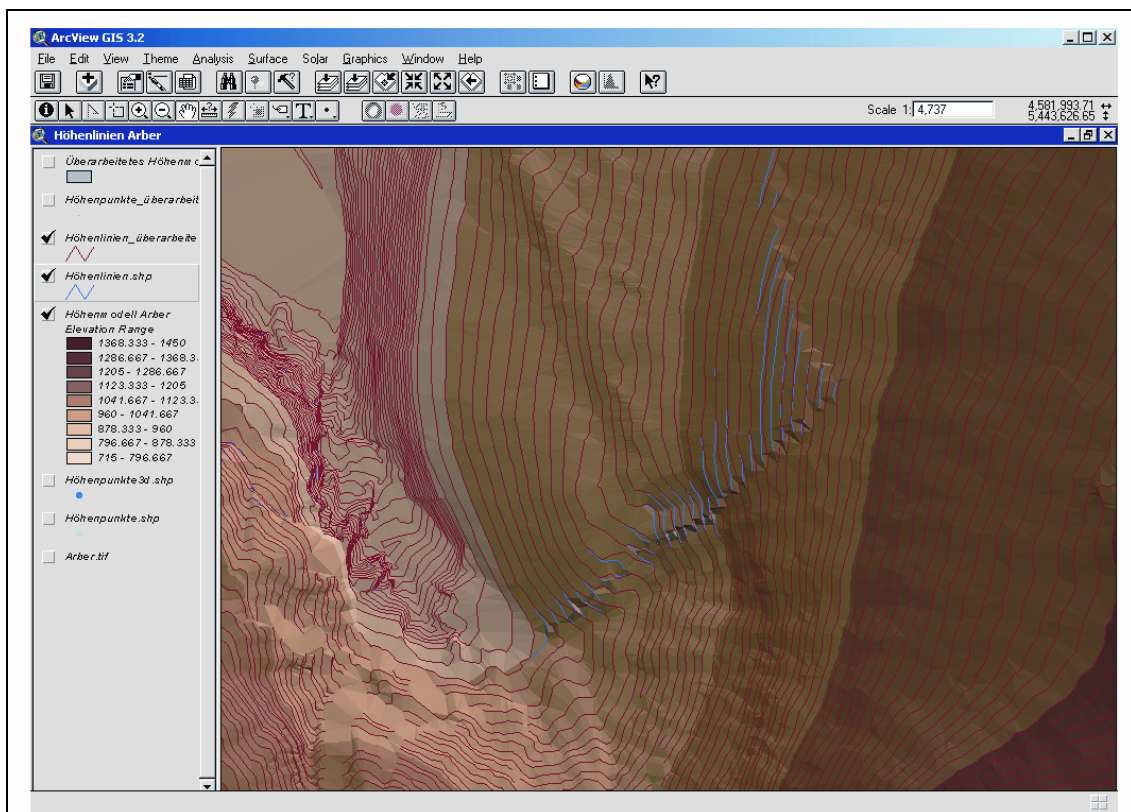 ArcView GIS 3.2
File Edit View Theme Analysis Surface Solar Graphics Window Help
Scale 1: 4,737
4,581,993.71
5,443,626.65
Höhenlinien Arber
Überarbeitetes Höhenm
Höhenpunkte_überarbeit
Höhenlinien_überarbeite
Höhenlinien.shp
Höhenmodell Arber
Elevation Range
1368.333 - 1450
1286.667 - 1368.3
1205 - 1286.667
1123.333 - 1205
1041.667 - 1123.3
960 - 1041.667
878.333 - 960
796.667 - 878.333
715 - 796.667
Höhenpunkte3d.shp
Höhenpunkte.shp
Arber.tif